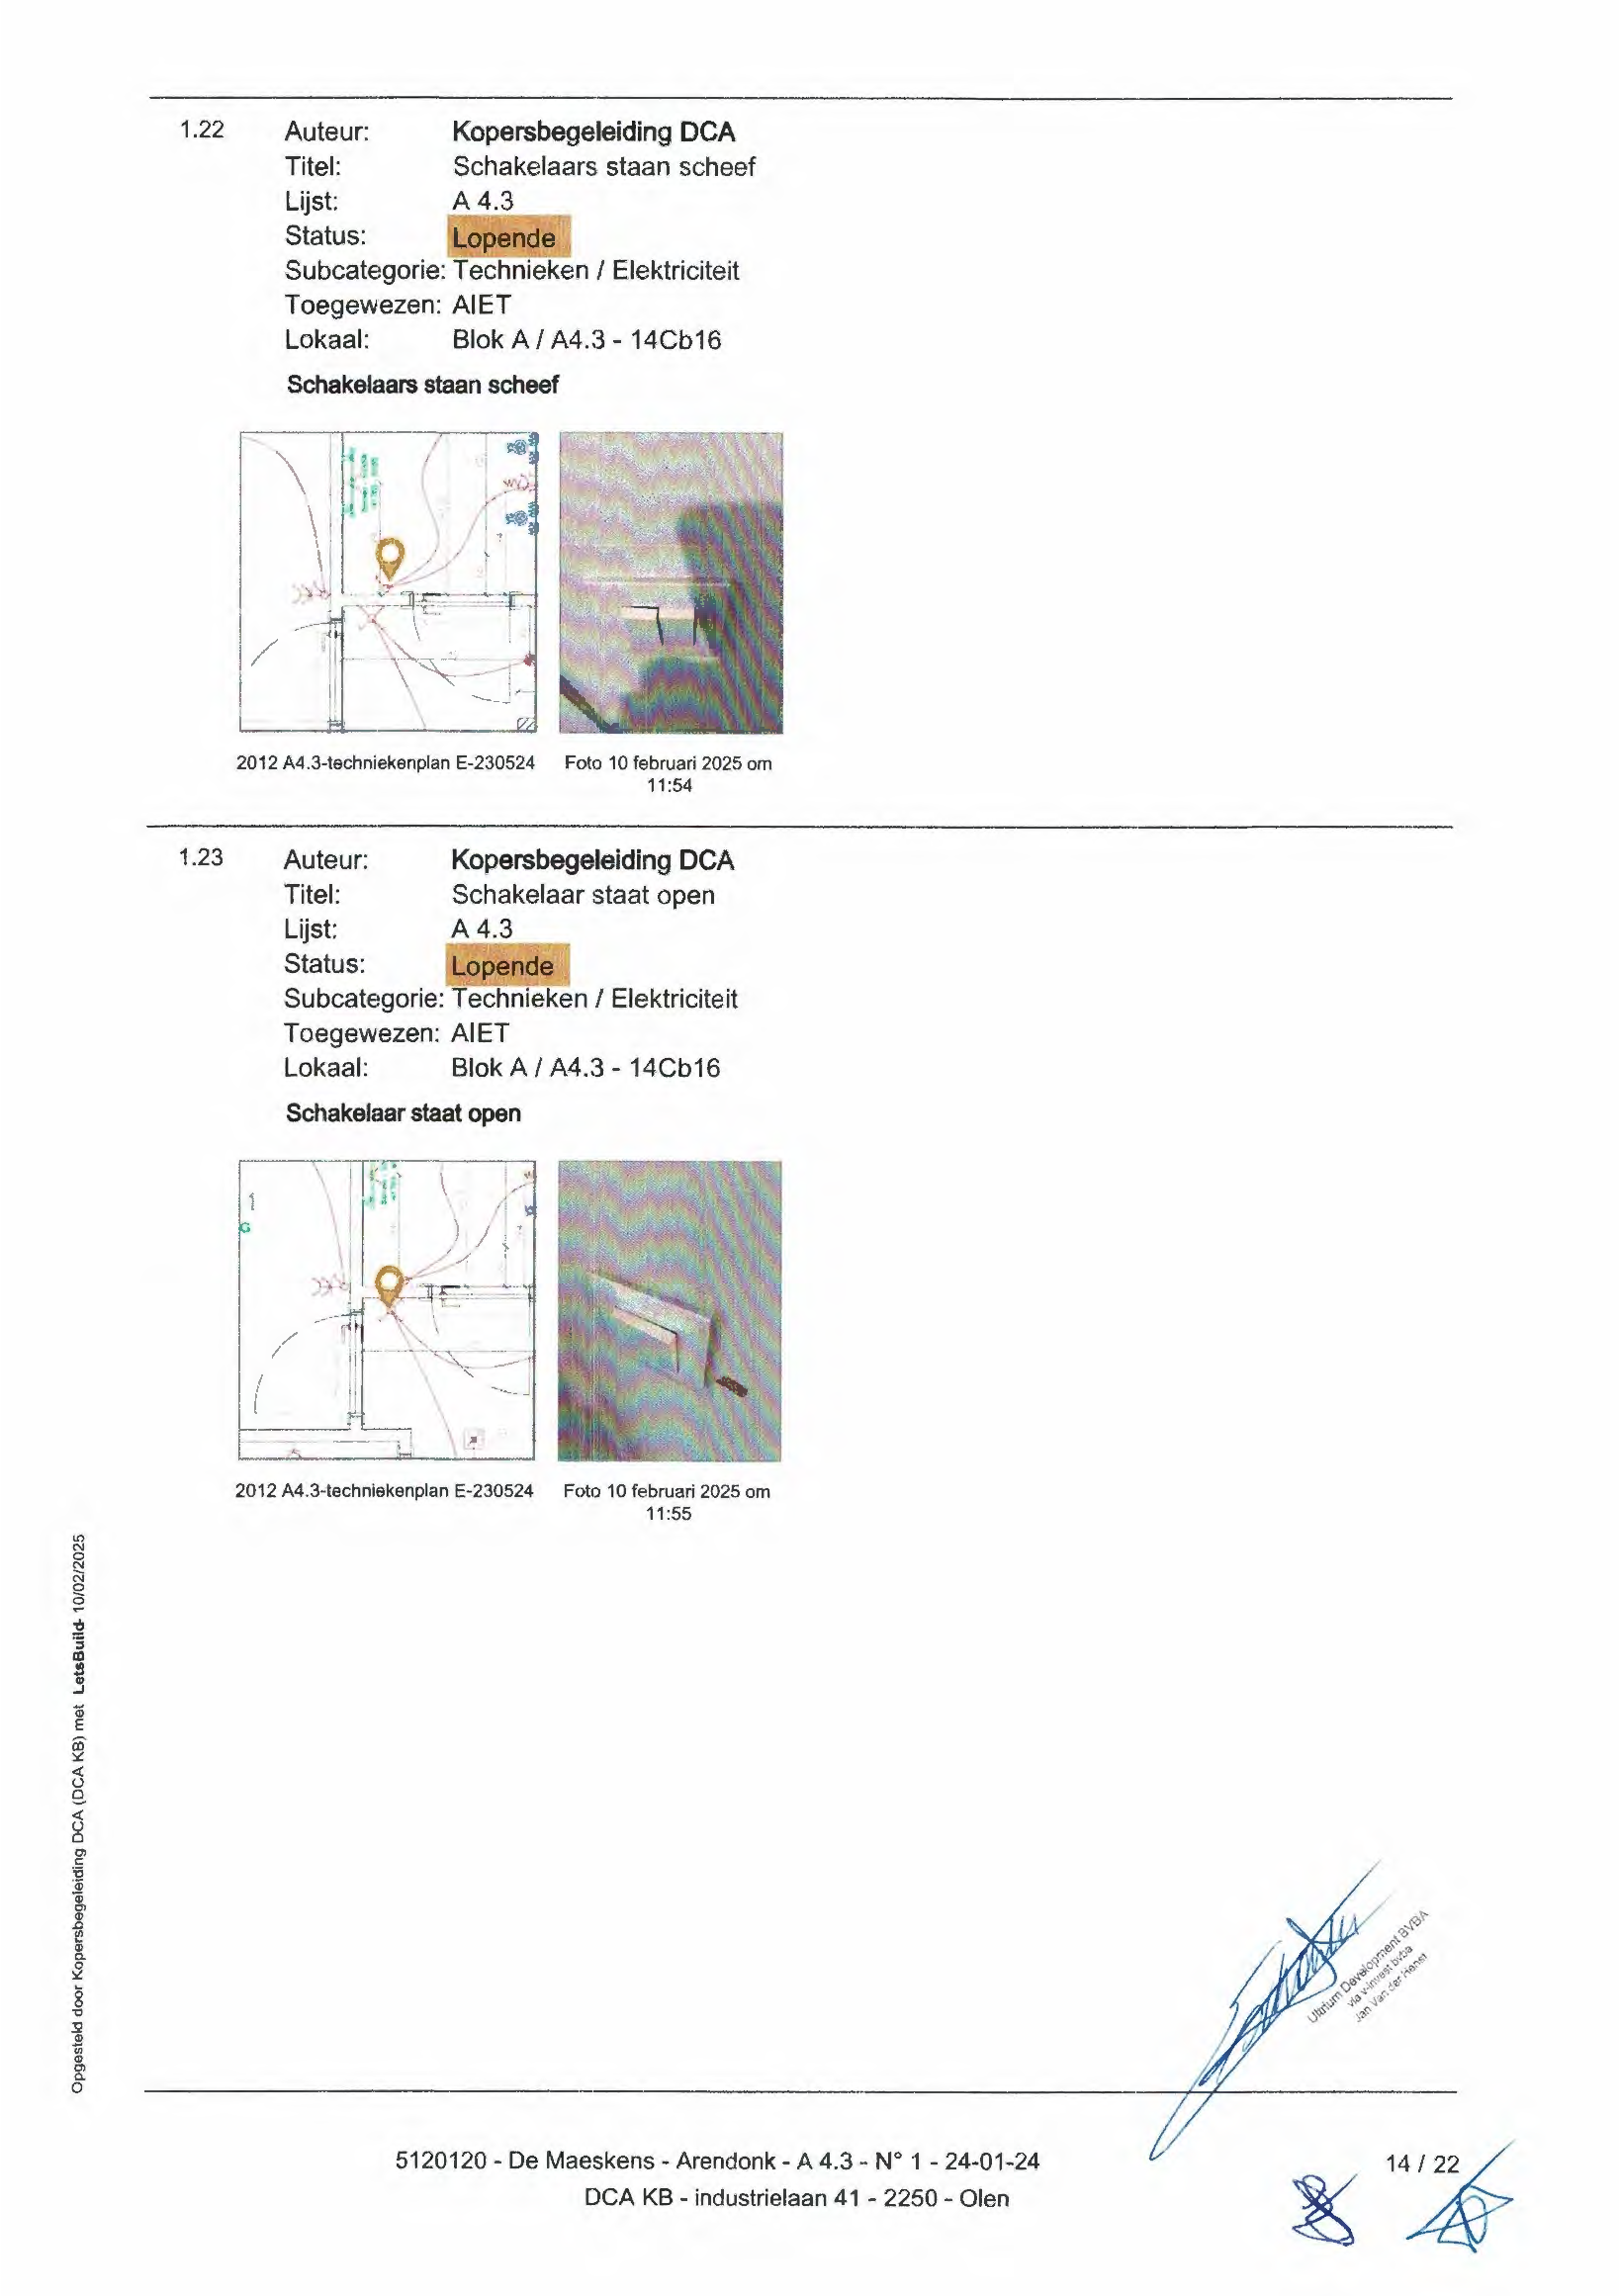 1.22
Auteur: Kopersbegeleiding DCA
Titel: Schakelaars staan scheef
Lijst: A 4.3
Status: Lopende
Subcategorie: Technieken / Elektriciteit
Toegewezen: AIET
Lokaal: Blok A / A4.3 - 14Cb16
Schakelaars staan scheef
2012 A4.3-techniekenplan E-230524
Foto 10 februari 2025 om
11:54
1.23
Auteur: Kopersbegeleiding DCA
Titel: Schakelaar staat open
Lijst: A 4.3
Status: Lopende
Subcategorie: Technieken / Elektriciteit
Toegewezen: AIET
Lokaal: Blok A / A4.3 - 14Cb16
Schakelaar staat open
2012 A4.3-techniekenplan E-230524
Foto 10 februari 2025 om
11:55
Opgesteld door Kopersbegeleiding DCA (DCA KB) met LetsBuild- 10/02/2025
Ultrium Development BVBA
via v-invest bvba
Jan Van der Henst
5120120 - De Maeskens - Arendonk - A 4.3 - N° 1 - 24-01-24
14 / 22
DCA KB - industrielaan 41 - 2250 - Olen